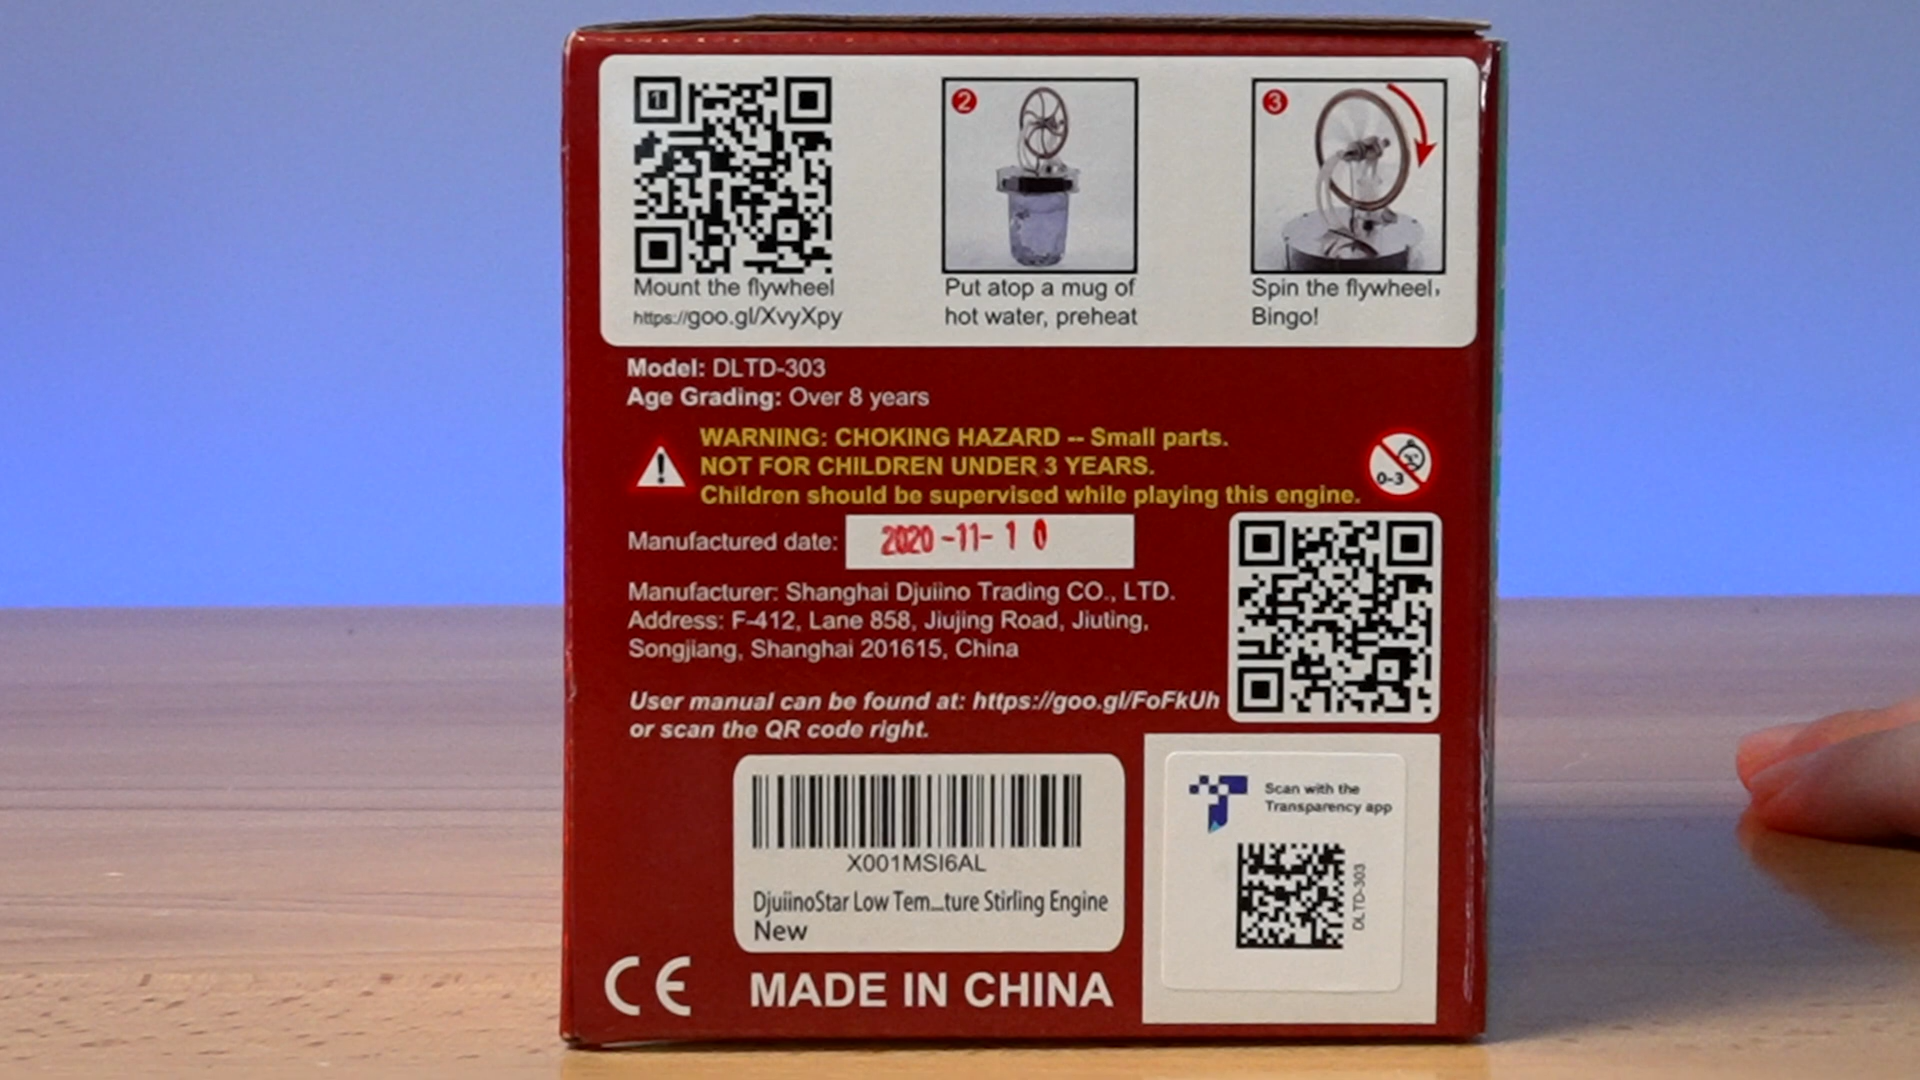 1
Mount the flywheel
https://goo.gl/XvyXpy
2
Put atop a mug of
hot water, preheat
3
Spin the flywheel,
Bingo!
Model: DLTD-303
Age Grading: Over 8 years
WARNING: CHOKING HAZARD -- Small parts.
NOT FOR CHILDREN UNDER 3 YEARS.
Children should be supervised while playing this engine.
0-3
Manufactured date: 2020-11-10
Manufacturer: Shanghai Djuiino Trading CO., LTD.
Address: F-412, Lane 858, Jiujing Road, Jiuting,
Songjiang, Shanghai 201615, China
User manual can be found at: https://goo.gl/FoFkUh
or scan the QR code right.
X001MSI6AL
DjuiinoStar Low Tem...ture Stirling Engine
New
Scan with the
Transparency app
DLTD-303
CE
MADE IN CHINA